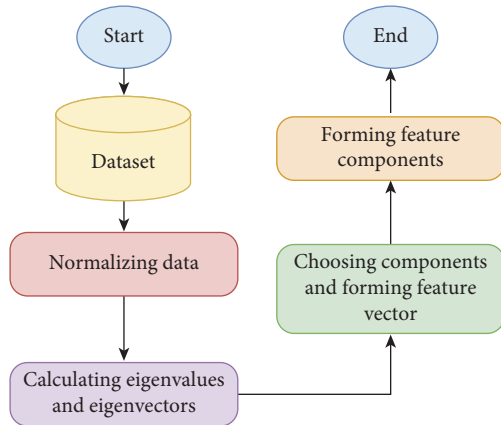 Start
Dataset
Normalizing data
Calculating eigenvalues
and eigenvectors
Choosing components
and forming feature
vector
Forming feature
components
End